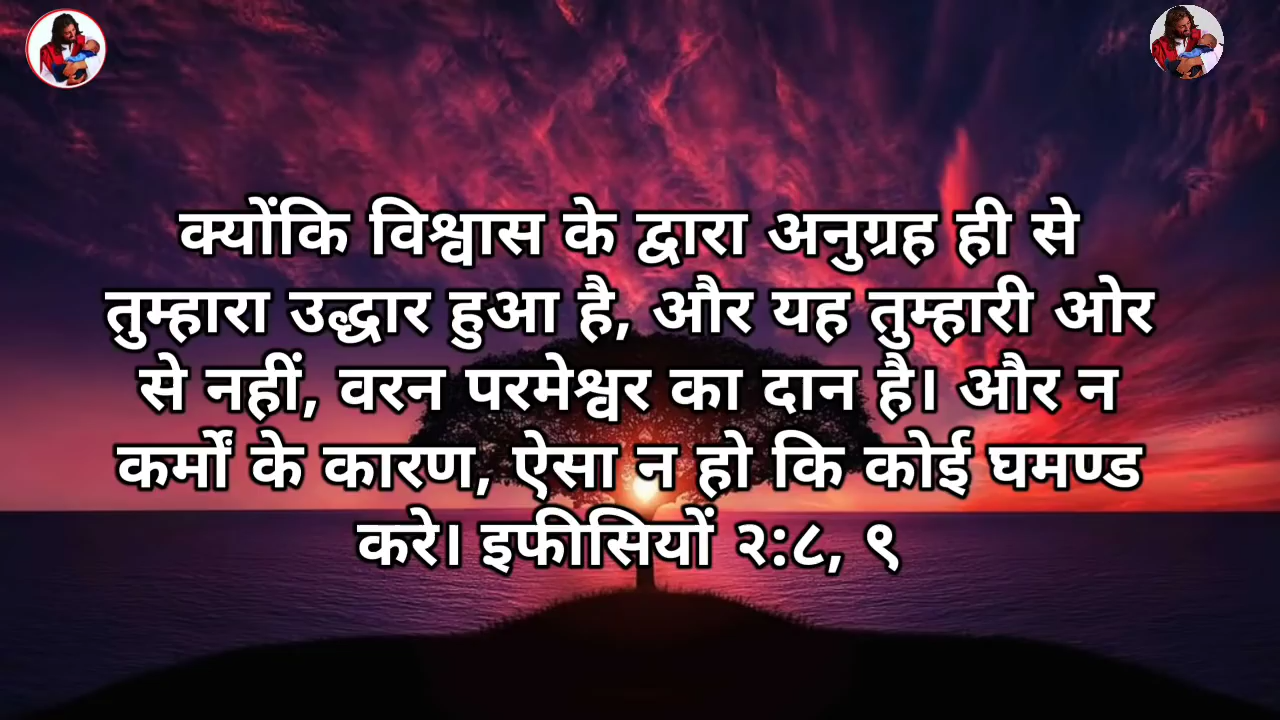 क्योंकि विश्वास के द्वारा अनुग्रह ही से
तुम्हारा उद्धार हुआ है, और यह तुम्हारी ओर
से नहीं, वरन परमेश्वर का दान है। और न
कर्मों के कारण, ऐसा न हो कि कोई घमण्ड
करे। इफीसियों २:८, ९